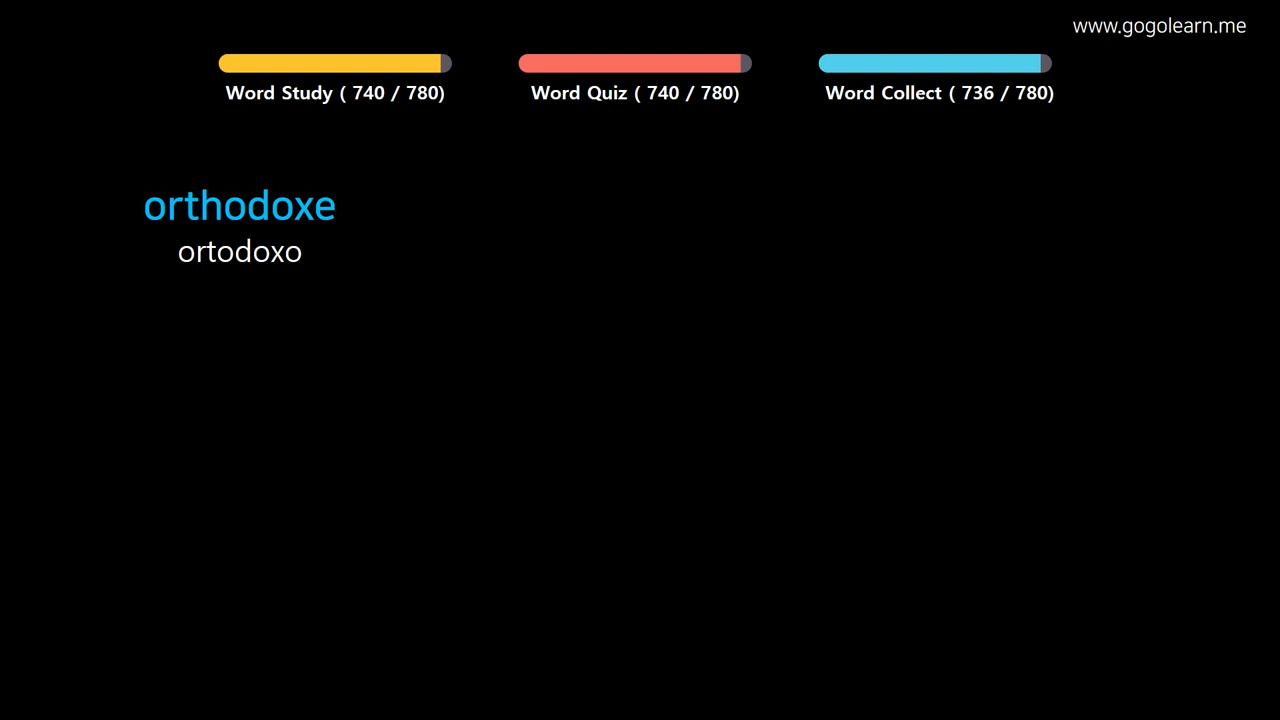 www.gogolearn.me
Word Study ( 740 / 780)
Word Quiz ( 740 / 780)
Word Collect ( 736 / 780)
orthodoxe
ortodoxo